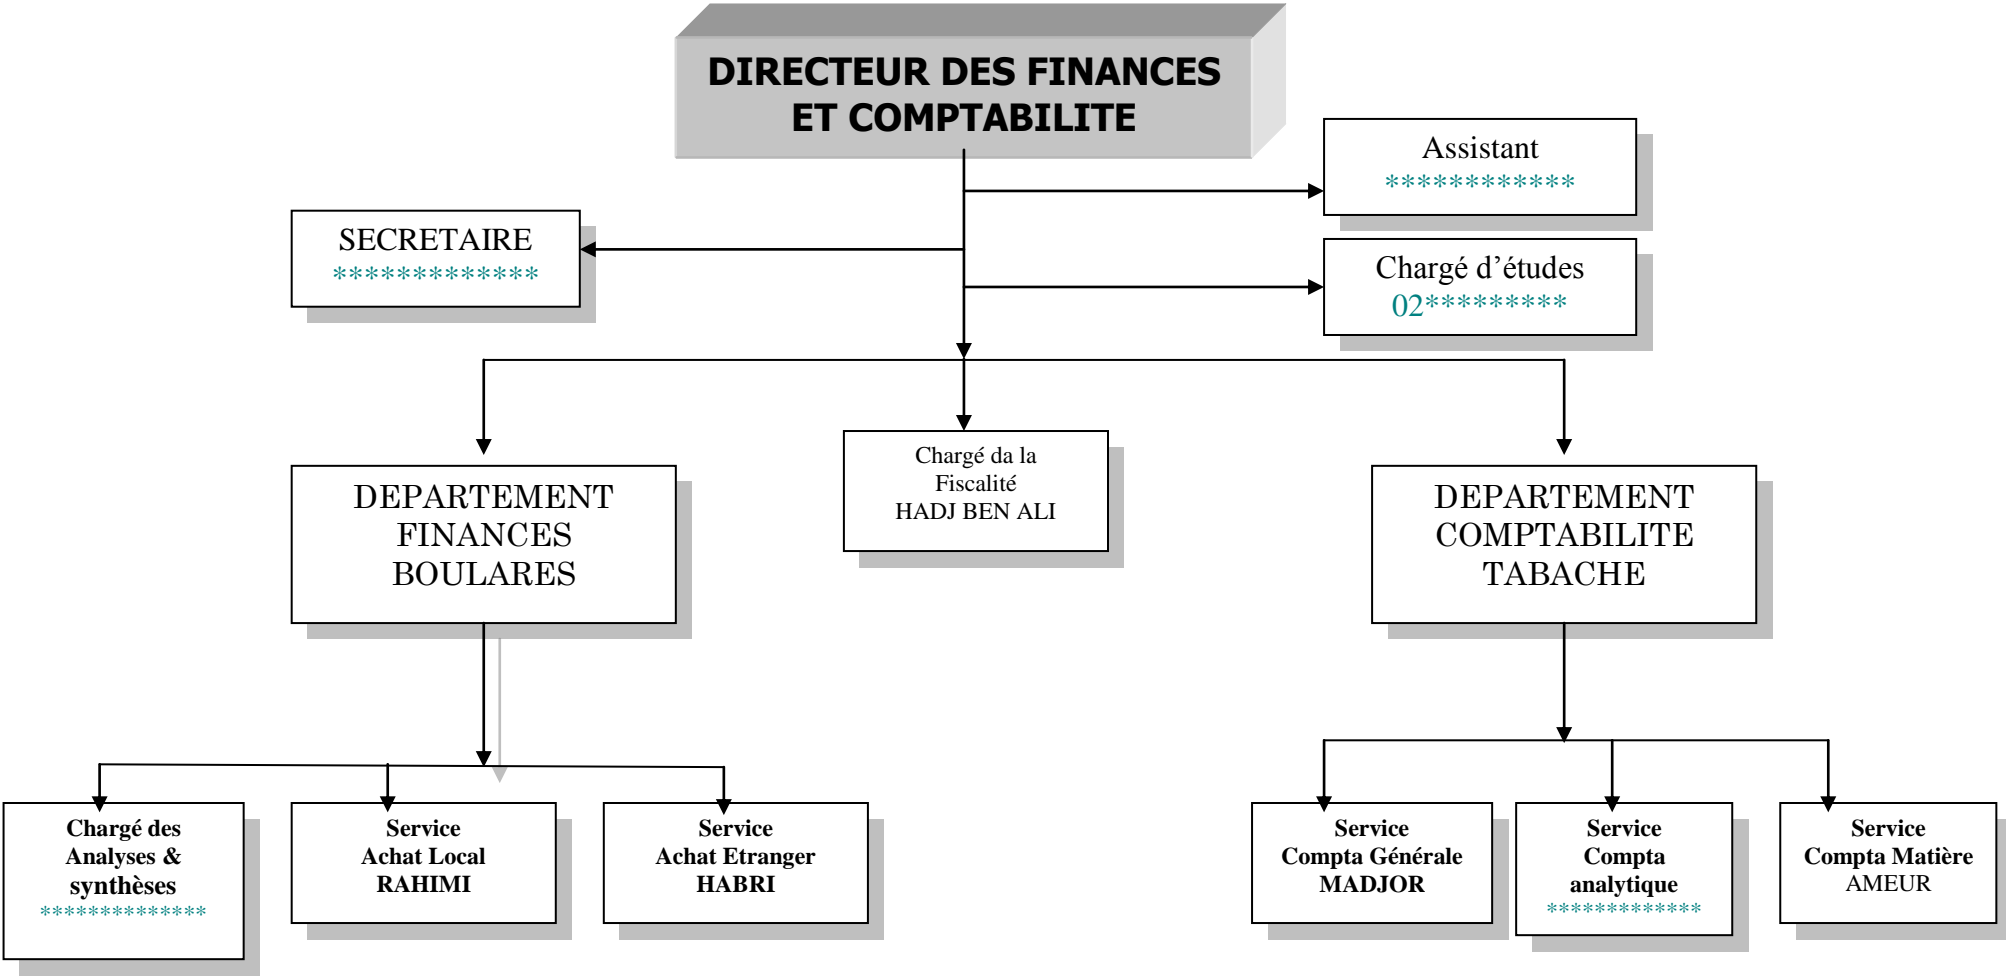 DIRECTEUR DES FINANCES
ET COMPTABILITE
Assistant
************
SECRETAIRE
*************
Chargé d’études
02*********
Chargé da la
Fiscalité
HADJ BEN ALI
DEPARTEMENT
FINANCES
BOULARES
DEPARTEMENT
COMPTABILITE
TABACHE
Chargé des
Analyses &
synthèses
**************
Service
Achat Local
RAHIMI
Service
Achat Etranger
HABRI
Service
Compta Générale
MADJOR
Service
Compta
analytique
*************
Service
Compta Matière
AMEUR